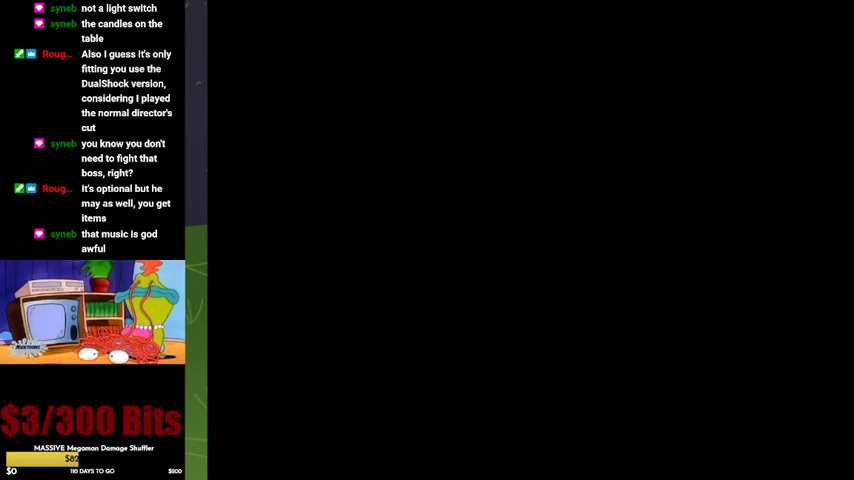 syneb not a light switch
syneb the candles on the
table
Roug... Also I guess it's only
fitting you use the
DualShock version,
considering I played
the normal director's
cut
syneb you know you don't
need to fight that
boss, right?
Roug... It's optional but he
may as well, you get
items
syneb that music is god
awful
NICKTOONS
$3/300 Bits
MASSIVE Megaman Damage Shuffler
$82
$0 110 DAYS TO GO $200